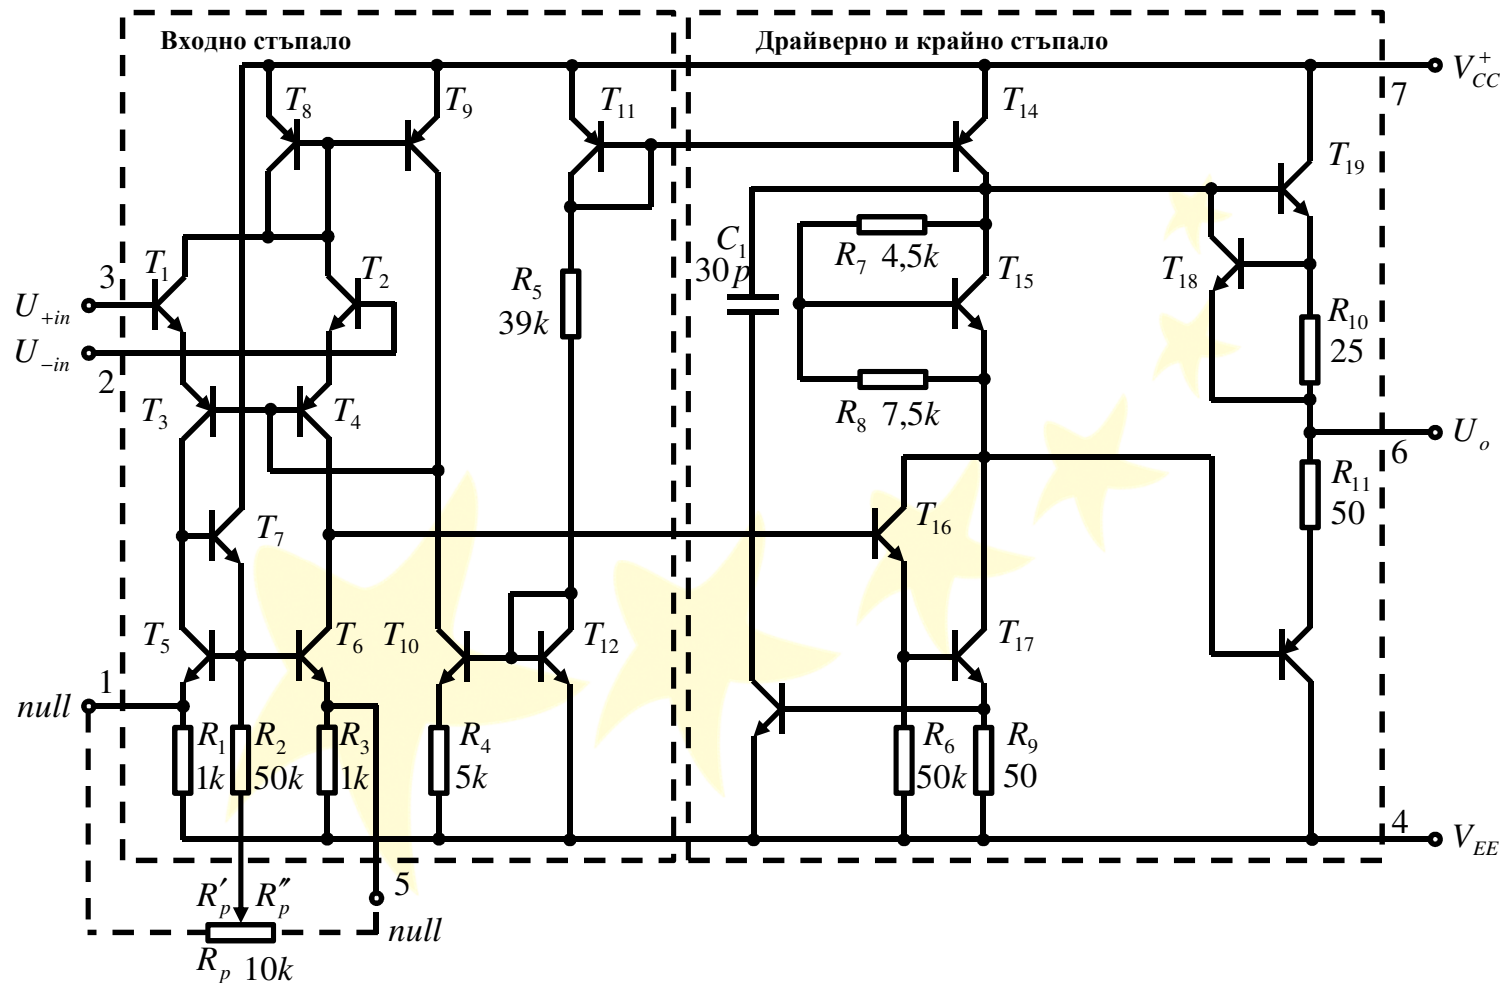 Входно стъпало
Драйверно и крайно стъпало
V_CC^+
7
T_8
T_9
T_11
T_14
T_19
C_1
30p
R_7 4,5k
T_1
T_2
3
U_{+in}
R_5
39k
T_15
T_18
R_10
25
U_{-in}
2
T_3
T_4
R_8 7,5k
U_o
6
R_11
50
T_7
T_16
T_5
T_6
T_10
T_12
T_17
1
null
R_1
1k
R_2
50k
R_3
1k
R_4
5k
R_6
50k
R_9
50
4
V_EE
R_p′
R_p″
5
null
R_p 10k